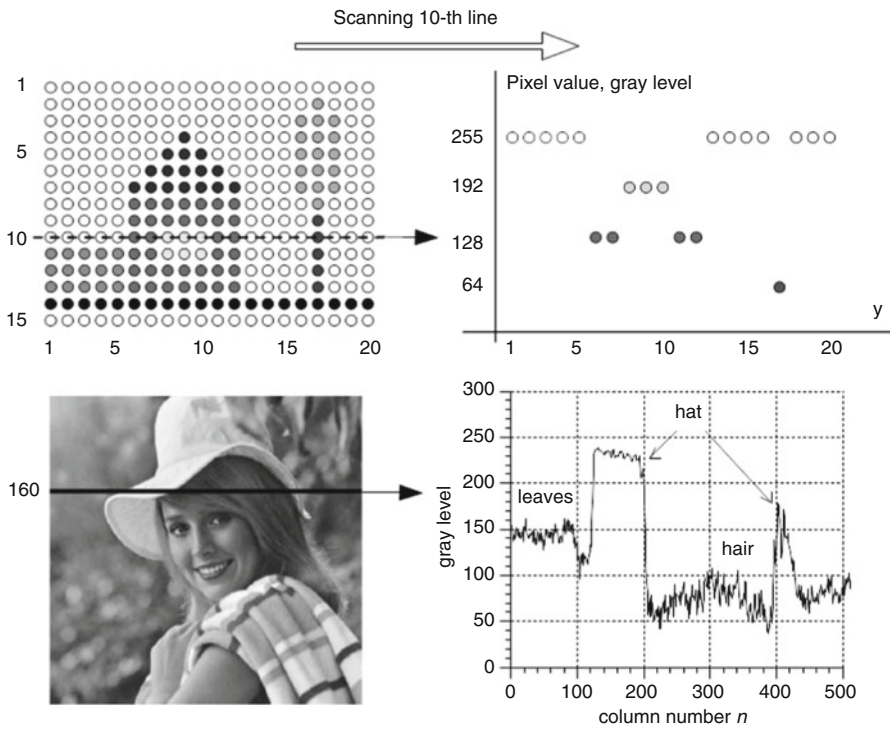 Scanning 10-th line
1
5
10
15
1 5 10 15 20
Pixel value, gray level
255
192
128
64
y
1 5 10 15 20
160
300
250
200
150
100
50
0
gray level
hat
leaves
hair
0 100 200 300 400 500
column number n